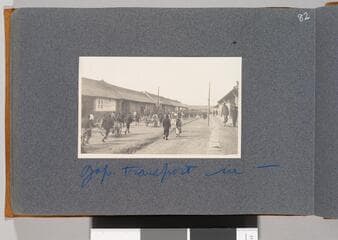 82
Jap. transport in —